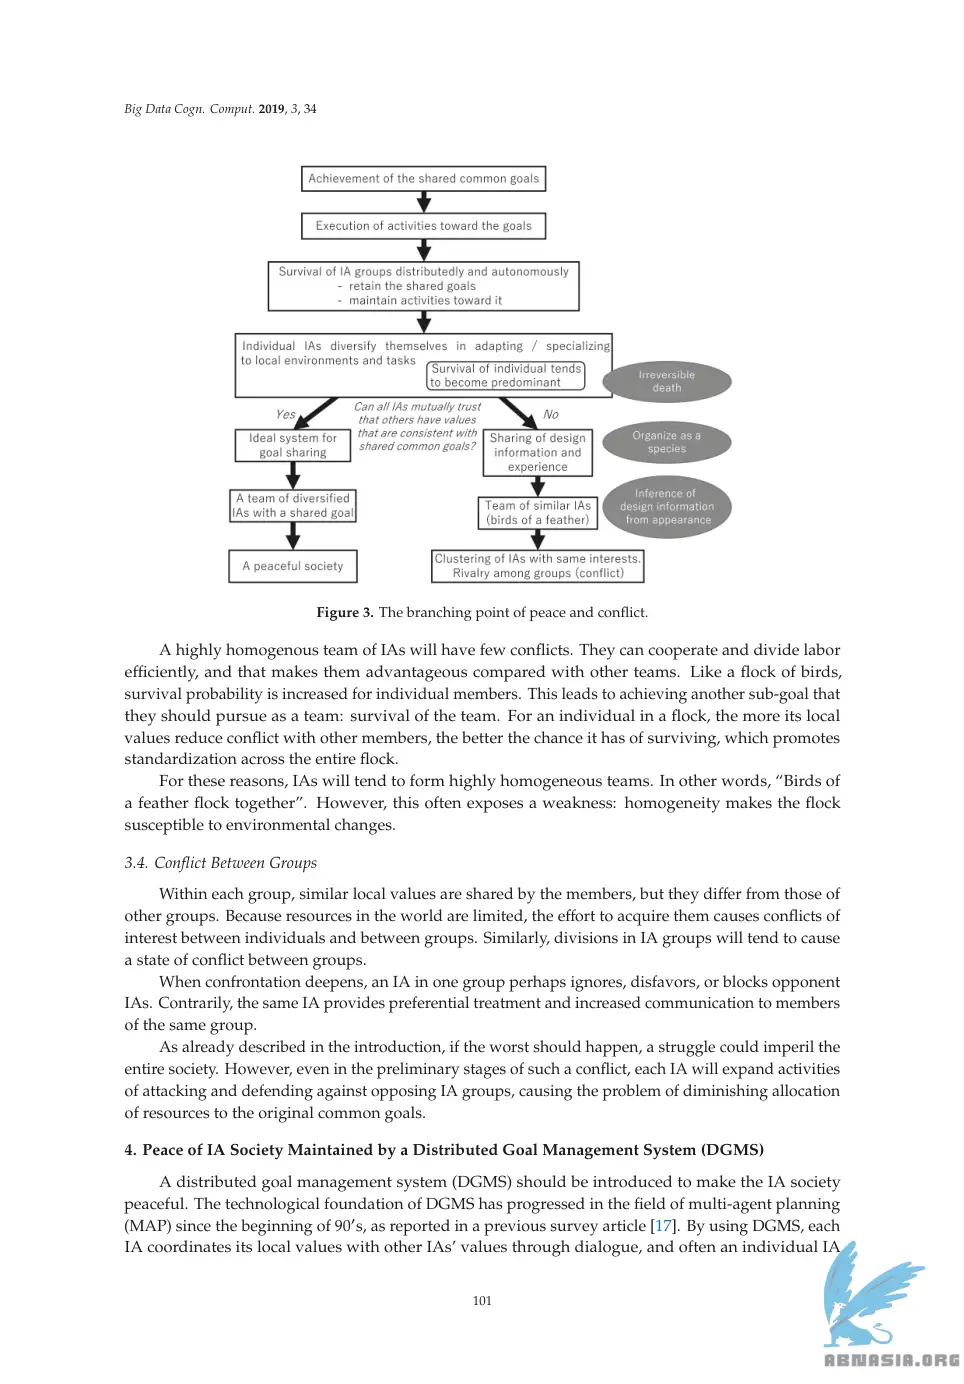 Big Data Cogn. Comput. 2019, 3, 34
Achievement of the shared common goals
Execution of activities toward the goals
Survival of IA groups distributedly and autonomously
- retain the shared goals
- maintain activities toward it
Individual IAs diversify themselves in adapting / specializing
to local environments and tasks
Survival of individual tends
to become predominant
Irreversible
death
Yes
Can all IAs mutually trust
that others have values
that are consistent with
shared common goals?
No
Ideal system for
goal sharing
Sharing of design
information and
experience
Organize as a
species
A team of diversified
IAs with a shared goal
Team of similar IAs
(birds of a feather)
Inference of
design information
from appearance
A peaceful society
Clustering of IAs with same interests.
Rivalry among groups (conflict)
Figure 3. The branching point of peace and conflict.
A highly homogenous team of IAs will have few conflicts. They can cooperate and divide labor
efficiently, and that makes them advantageous compared with other teams. Like a flock of birds,
survival probability is increased for individual members. This leads to achieving another sub-goal that
they should pursue as a team: survival of the team. For an individual in a flock, the more its local
values reduce conflict with other members, the better the chance it has of surviving, which promotes
standardization across the entire flock.
For these reasons, IAs will tend to form highly homogeneous teams. In other words, “Birds of
a feather flock together”. However, this often exposes a weakness: homogeneity makes the flock
susceptible to environmental changes.
3.4. Conflict Between Groups
Within each group, similar local values are shared by the members, but they differ from those of
other groups. Because resources in the world are limited, the effort to acquire them causes conflicts of
interest between individuals and between groups. Similarly, divisions in IA groups will tend to cause
a state of conflict between groups.
When confrontation deepens, an IA in one group perhaps ignores, disfavors, or blocks opponent
IAs. Contrarily, the same IA provides preferential treatment and increased communication to members
of the same group.
As already described in the introduction, if the worst should happen, a struggle could imperil the
entire society. However, even in the preliminary stages of such a conflict, each IA will expand activities
of attacking and defending against opposing IA groups, causing the problem of diminishing allocation
of resources to the original common goals.
4. Peace of IA Society Maintained by a Distributed Goal Management System (DGMS)
A distributed goal management system (DGMS) should be introduced to make the IA society
peaceful. The technological foundation of DGMS has progressed in the field of multi-agent planning
(MAP) since the beginning of 90′s, as reported in a previous survey article [17]. By using DGMS, each
IA coordinates its local values with other IAs’ values through dialogue, and often an individual IA
101
ABNASIA.ORG